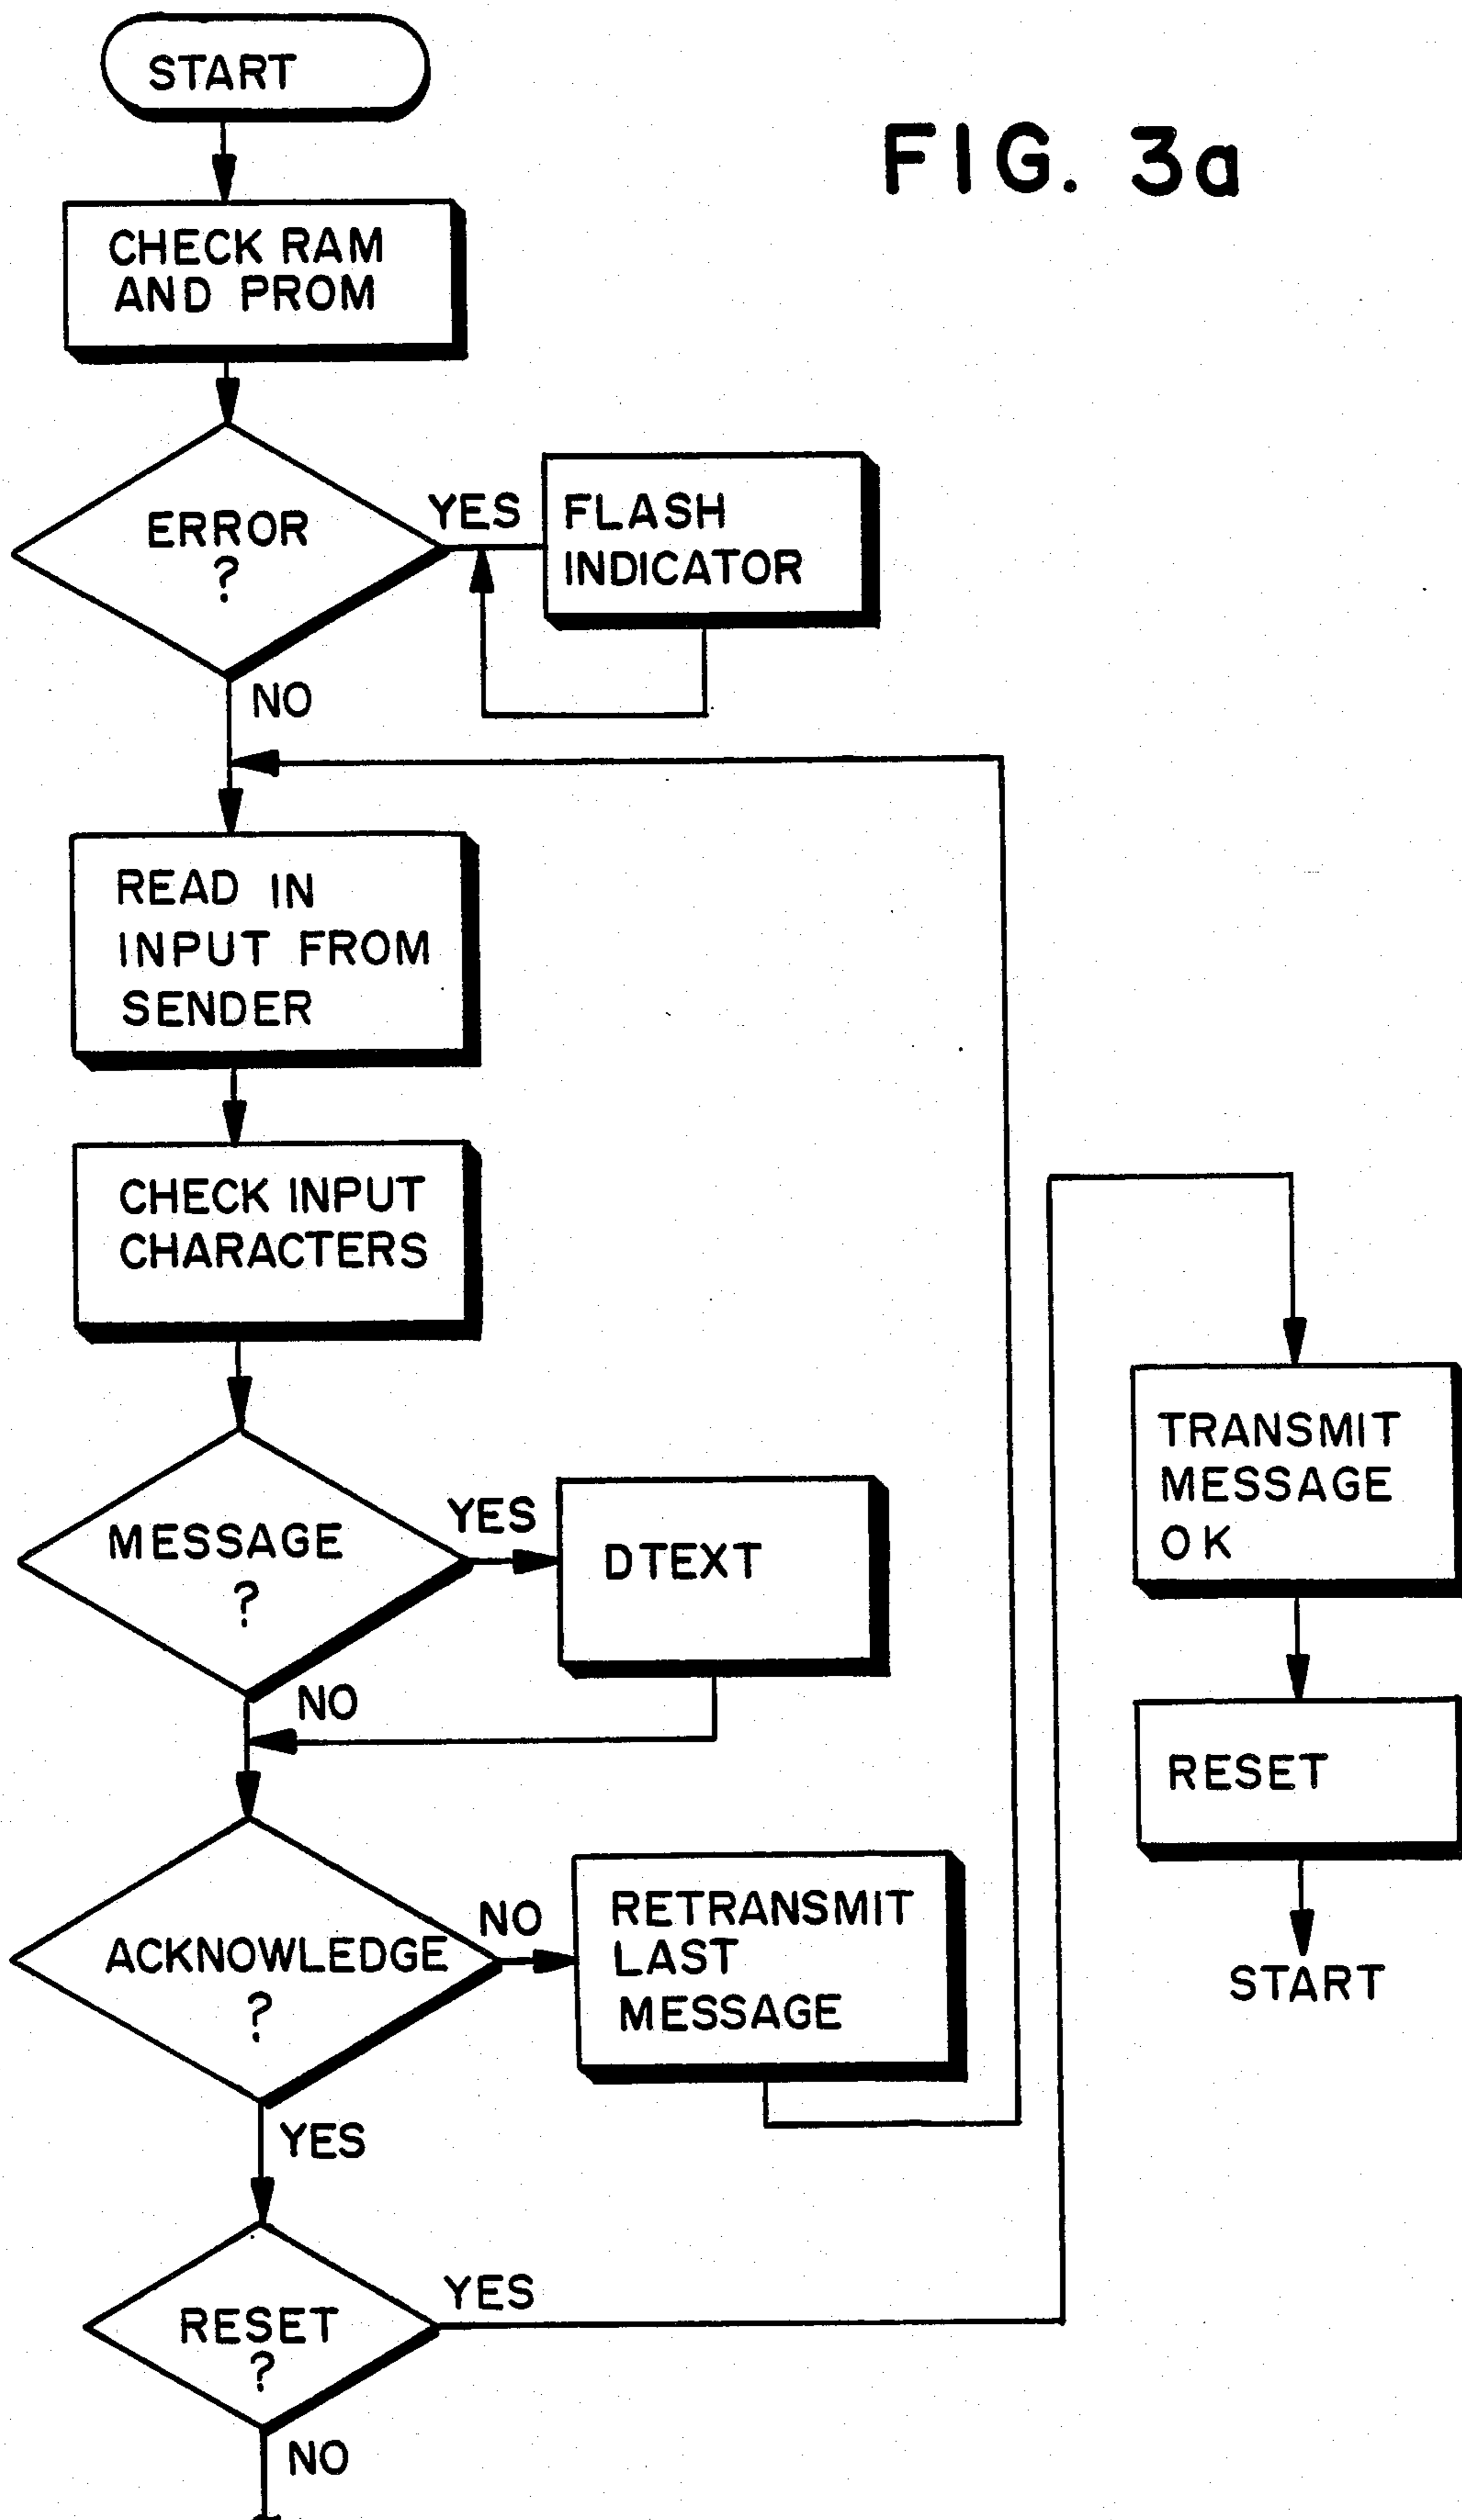 START
FIG. 3a
CHECK RAM
AND PROM
ERROR
?
YES
FLASH
INDICATOR
NO
READ IN
INPUT FROM
SENDER
CHECK INPUT
CHARACTERS
MESSAGE
?
YES
DTEXT
NO
ACKNOWLEDGE
?
NO
RETRANSMIT
LAST
MESSAGE
YES
RESET
?
YES
NO
TRANSMIT
MESSAGE
OK
RESET
START